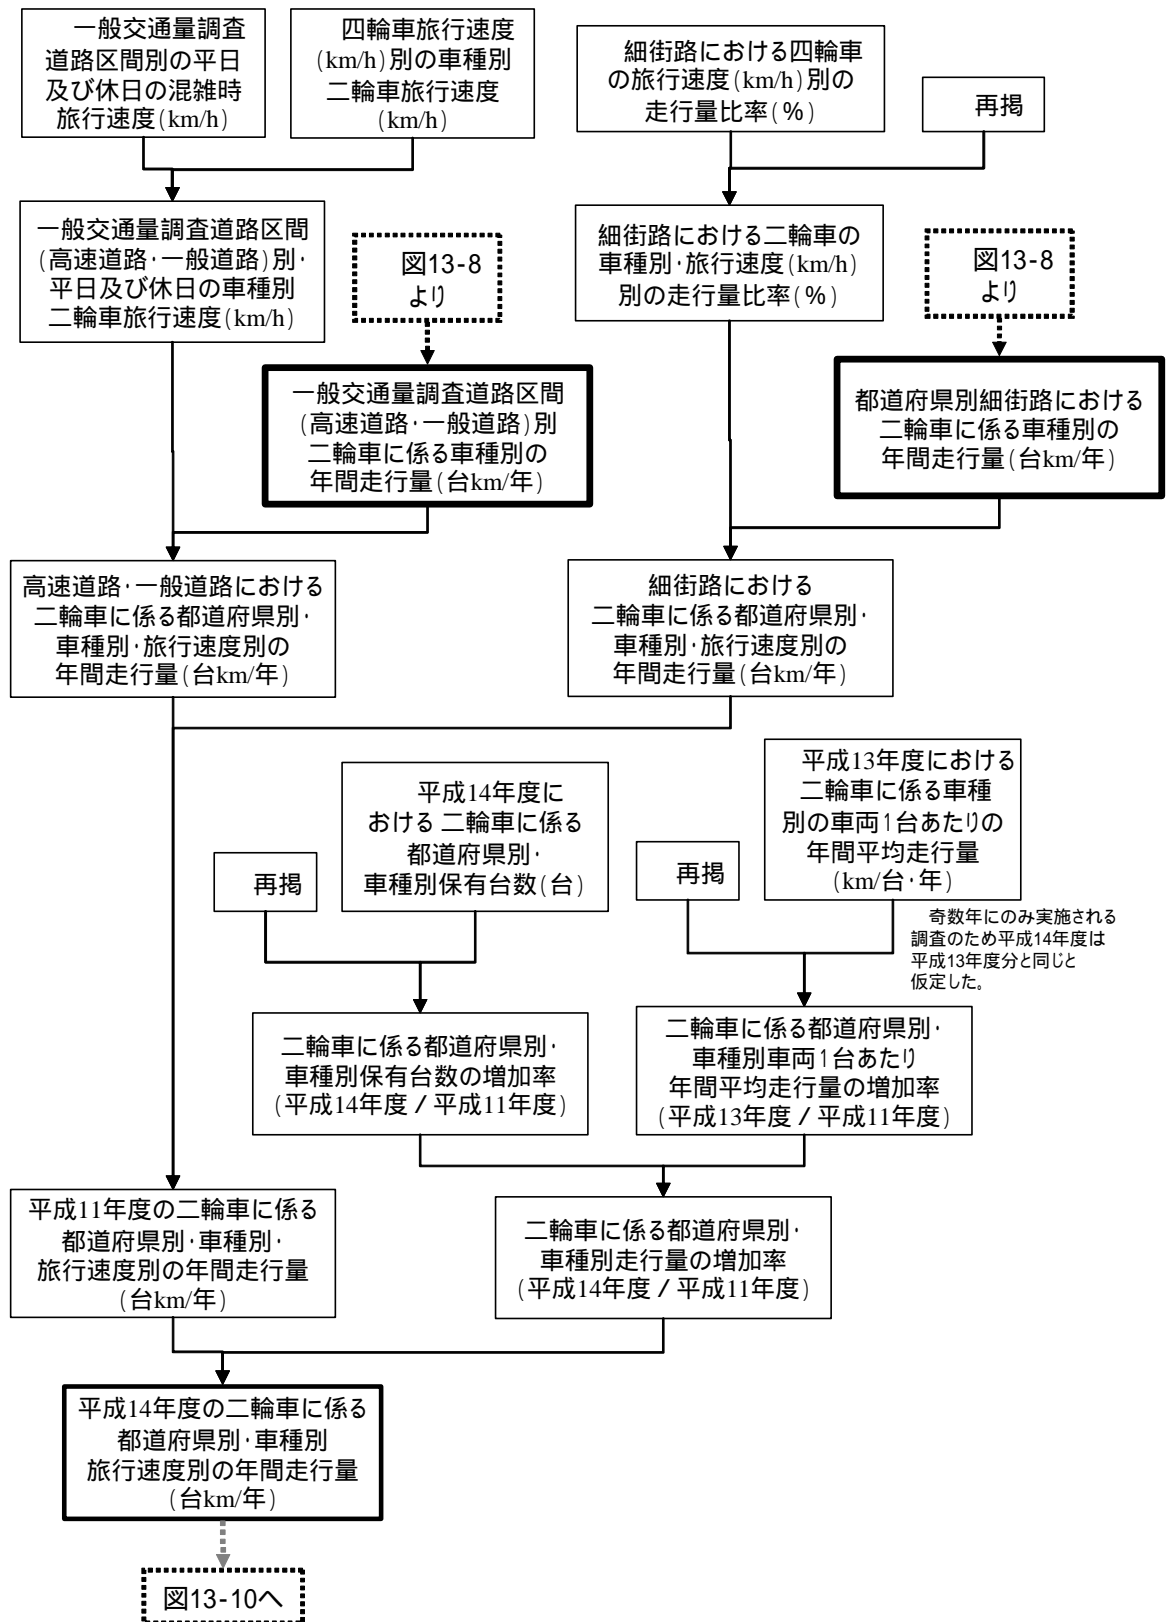 一般交通量調査
道路区間別の平日
及び休日の混雑時
旅行速度(km/h)
四輪車旅行速度
(km/h)別の車種別
二輪車旅行速度
(km/h)
細街路における四輪車
の旅行速度(km/h)別の
走行量比率(%)
再掲
一般交通量調査道路区間
(高速道路・一般道路)別・
平日及び休日の車種別
二輪車旅行速度(km/h)
図13-8
より
細街路における二輪車の
車種別・旅行速度(km/h)
別の走行量比率(%)
図13-8
より
一般交通量調査道路区間
(高速道路・一般道路)別
二輪車に係る車種別の
年間走行量(台km/年)
都道府県別細街路における
二輪車に係る車種別の
年間走行量(台km/年)
高速道路・一般道路における
二輪車に係る都道府県別・
車種別・旅行速度別の
年間走行量(台km/年)
細街路における
二輪車に係る都道府県別・
車種別・旅行速度別の
年間走行量(台km/年)
再掲
平成14年度に
おける 二輪車に係る
都道府県別・
車種別保有台数(台)
再掲
平成13年度における
二輪車に係る車種
別の車両1台あたりの
年間平均走行量
(km/台・年)
奇数年にのみ実施される
調査のため平成14年度は
平成13年度分と同じと
仮定した。
二輪車に係る都道府県別・
車種別保有台数の増加率
(平成14年度 / 平成11年度)
二輪車に係る都道府県別・
車種別車両1台あたり
年間平均走行量の増加率
(平成13年度 / 平成11年度)
平成11年度の二輪車に係る
都道府県別・車種別・
旅行速度別の年間走行量
(台km/年)
二輪車に係る都道府県別・
車種別走行量の増加率
(平成14年度 / 平成11年度)
平成14年度の二輪車に係る
都道府県別・車種別
旅行速度別の年間走行量
(台km/年)
図13-10へ